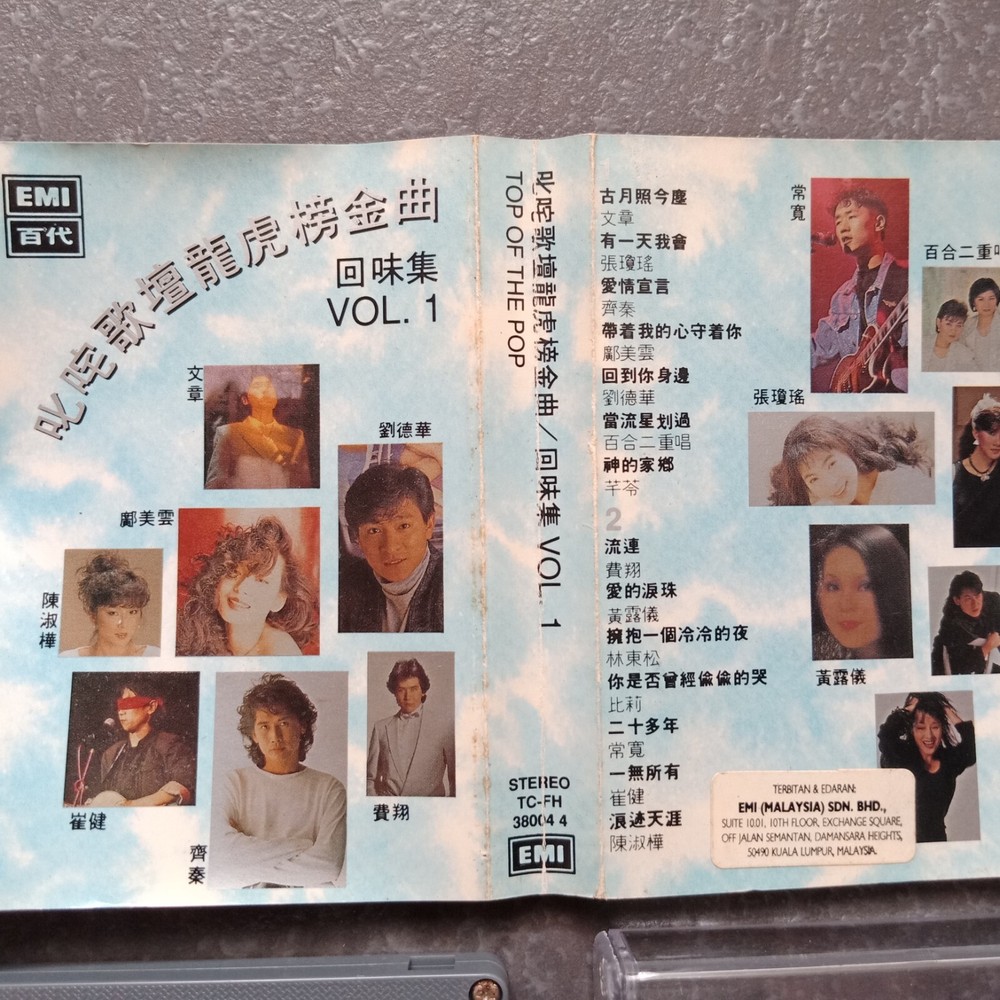 EMI
百代
叱咤歌壇龍虎榜金曲
回味集
VOL. 1
文章
劉德華
鄺美雲
陳淑樺
崔健
齊秦
費翔
叱咤歌壇龍虎榜金曲／回味集 VOL. 1
TOP OF THE POP
STEREO
TC-FH
38004 4
EMI
古月照今塵
文章
有一天我會
張瓊瑤
愛情宣言
齊秦
帶着我的心守着你
鄺美雲
回到你身邊
劉德華
當流星划過
百合二重唱
神的家鄉
芊苓
2
流連
費翔
愛的淚珠
黃露儀
擁抱一個冷冷的夜
林東松
你是否曾經偷偷的哭
比莉
二十多年
常寬
一無所有
崔健
浪迹天涯
陳淑樺
常寬
百合二重唱
張瓊瑤
黃露儀
TERBITAN & EDARAN:
EMI (MALAYSIA) SDN. BHD.,
SUITE 10.01, 10TH FLOOR, EXCHANGE SQUARE,
OFF JALAN SEMANTAN, DAMANSARA HEIGHTS,
50490 KUALA LUMPUR, MALAYSIA.